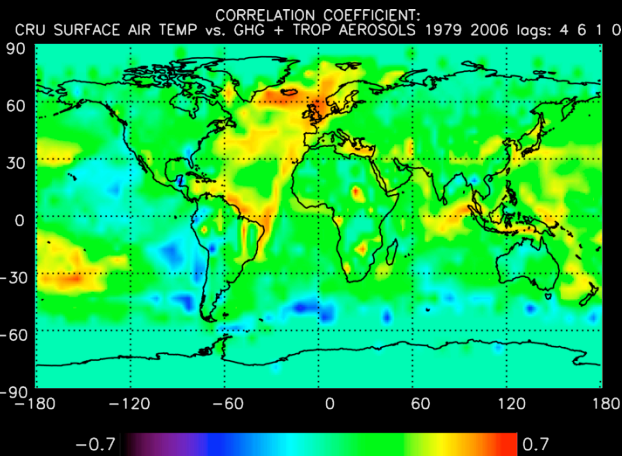 CORRELATION COEFFICIENT:
CRU SURFACE AIR TEMP vs. GHG + TROP AEROSOLS 1979 2006 lags: 4 6 1 0
90
60
30
0
−30
−60
−90
−180 −120 −60 0 60 120 180
−0.7 0.7